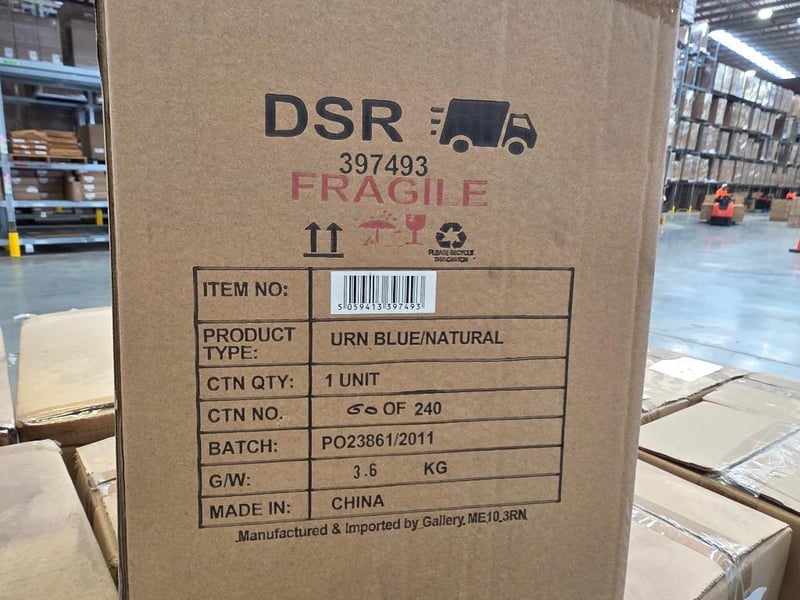 DSR
397493
FRAGILE
PLEASE RECYCLE
THIS CARTON
ITEM NO:
5 059413 397493
PRODUCT TYPE: URN BLUE/NATURAL
CTN QTY: 1 UNIT
CTN NO. 60 OF 240
BATCH: PO23861/2011
G/W: 3.6 KG
MADE IN: CHINA
Manufactured & Imported by Gallery, ME10 3RN